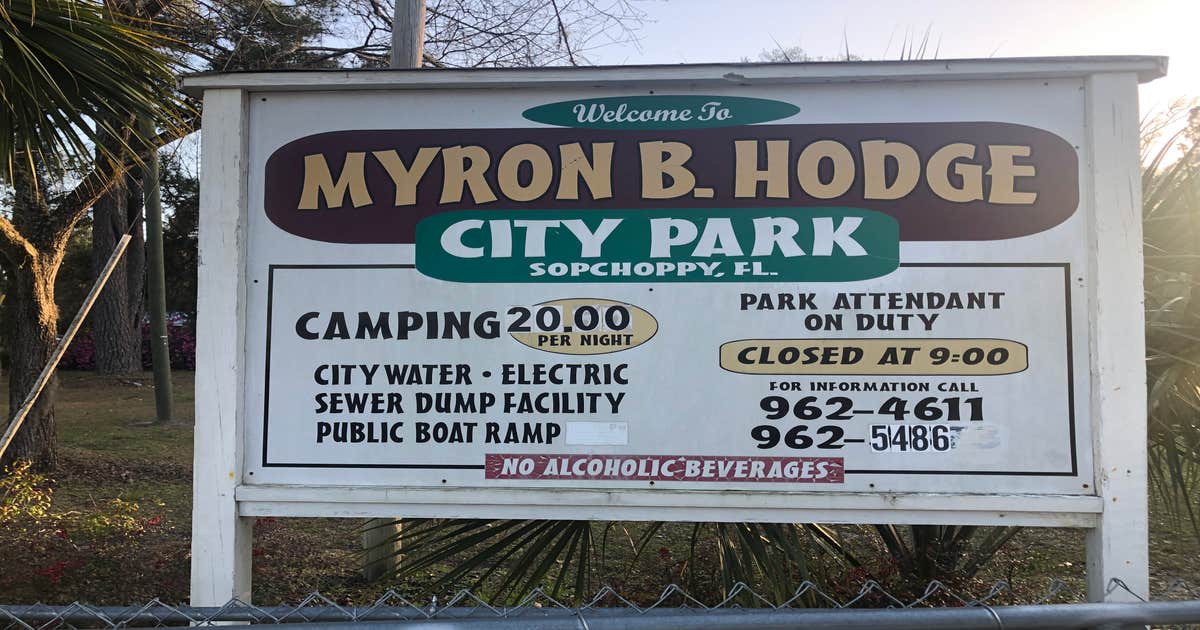 Welcome To
MYRON B. HODGE
CITY PARK
SOPCHOPPY, FL.
CAMPING 20.00
PER NIGHT
CITY WATER • ELECTRIC
SEWER DUMP FACILITY
PUBLIC BOAT RAMP
PARK ATTENDANT
ON DUTY
CLOSED AT 9:00
FOR INFORMATION CALL
962-4611
962-5486
NO ALCOHOLIC BEVERAGES